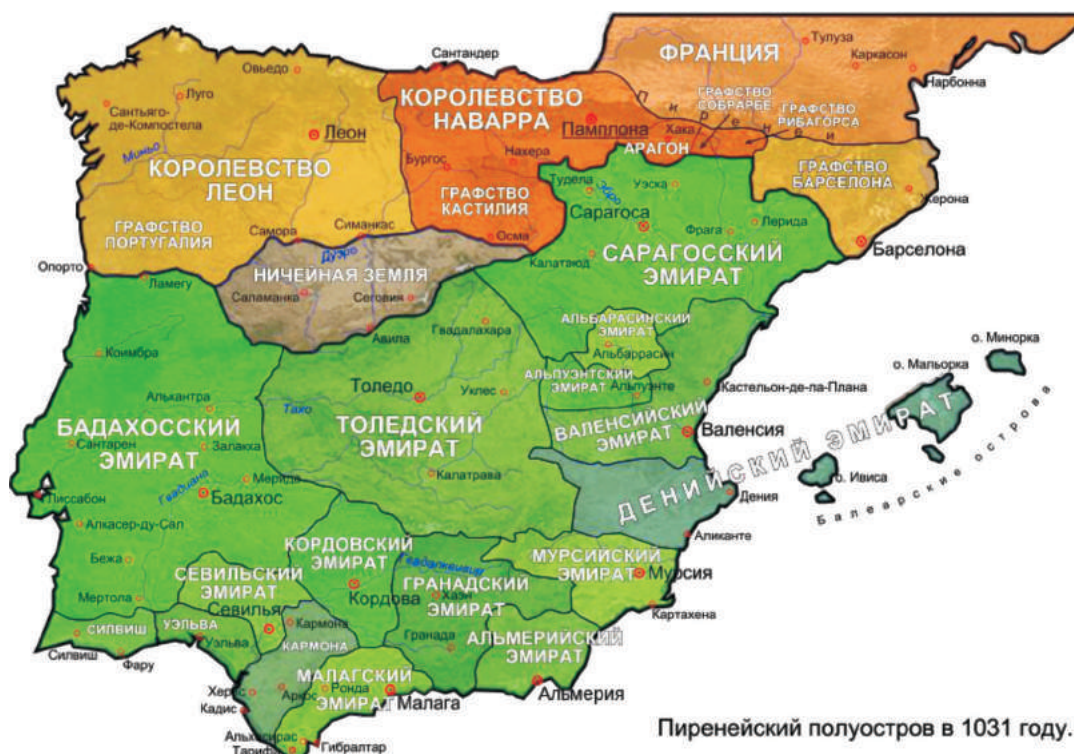 Сантандер
ФРАНЦИЯ
Тулуза
Каркасон
Нарбонна
Овьедо
Луго
Сантьяго-
де-Компостела
Миньо
Леон
КОРОЛЕВСТВО
ЛЕОН
ГРАФСТВО
ПОРТУГАЛИЯ
Самора
Симанкас
КОРОЛЕВСТВО
НАВАРРА
Памплона
Пиренеи
ГРАФСТВО
СОБРАРБЕ
ГРАФСТВО
РИБАГОРСА
Хака
АРАГОН
Бургос
Нахера
ГРАФСТВО
КАСТИЛИЯ
Осма
ГРАФСТВО
БАРСЕЛОНА
Жерона
Барселона
Тудела
Эбро
Уэска
Сарагоса
Лерида
Фрага
САРАГОССКИЙ
ЭМИРАТ
Калатаюд
Опорто
Ламегу
Дуэро
НИЧЕЙНАЯ ЗЕМЛЯ
Саламанка
Сеговия
Авила
Гвадалахара
АЛЬБАРАСИНСКИЙ
ЭМИРАТ
Альбаррасин
АЛЬПУЭНТСКИЙ
ЭМИРАТ
Альпуэнте
Кастельон-де-ла-Плана
ВАЛЕНСИЙСКИЙ
ЭМИРАТ
Валенсия
о. Минорка
о. Мальорка
о. Ивиса
Балеарские острова
ДЕНИЙСКИЙ ЭМИРАТ
Дения
Аликанте
Коимбра
Алькантра
БАДАХОССКИЙ
ЭМИРАТ
Сантарен
Залакка
Мерида
Гвадиана
Бадахос
Лиссабон
Алкасер-ду-Сал
Бежа
Мертола
Толедо
Уклес
Тахо
ТОЛЕДСКИЙ
ЭМИРАТ
Калатрава
КОРДОВСКИЙ
ЭМИРАТ
Кордова
Гвадалквивир
ГРАНАДСКИЙ
ЭМИРАТ
Хаэн
Гранада
МУРСИЙСКИЙ
ЭМИРАТ
Мурсия
Картахена
СЕВИЛЬСКИЙ
ЭМИРАТ
Севилья
Кармона
КАРМОНА
СИЛВИШ
Силвиш
Фару
УЭЛЬВА
Уэльва
АЛЬМЕРИЙСКИЙ
ЭМИРАТ
Альмерия
МАЛАГСКИЙ
ЭМИРАТ
Ронда
Малага
Херес
Аркос
Кадис
Альхесирас
Тарифа
Гибралтар
Пиренейский полуостров в 1031 году.